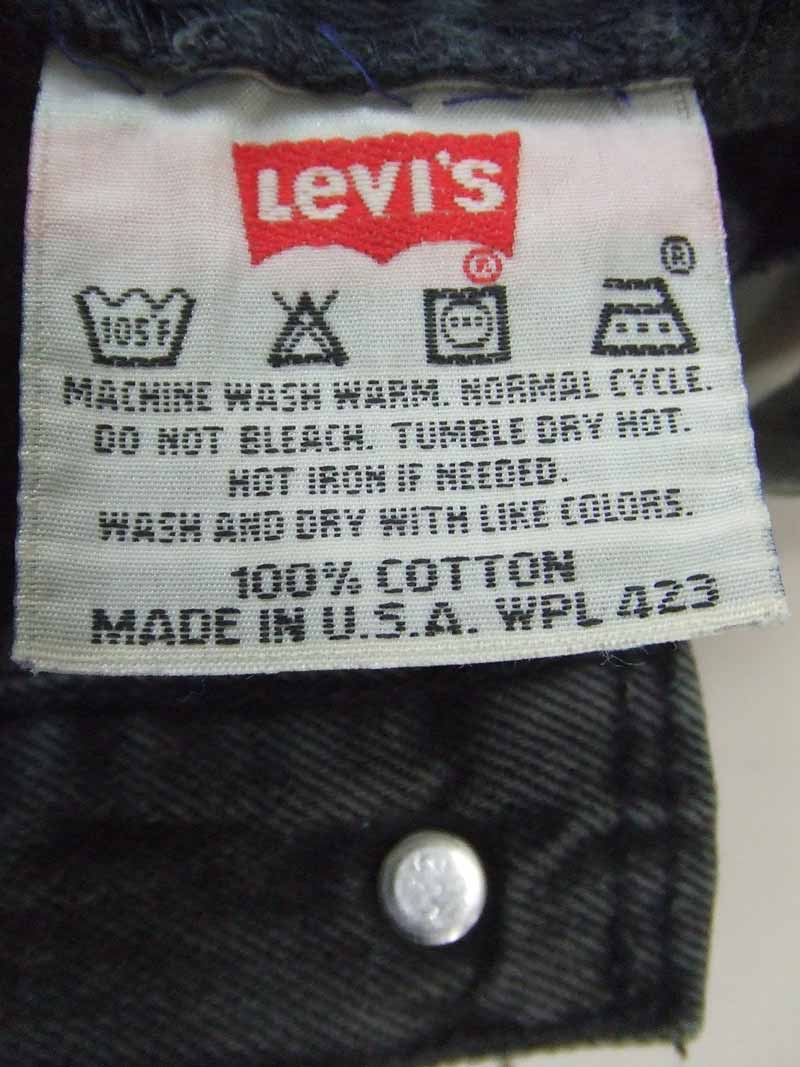 Levi's
®
105°F
MACHINE WASH WARM. NORMAL CYCLE.
DO NOT BLEACH. TUMBLE DRY HOT.
HOT IRON IF NEEDED.
WASH AND DRY WITH LIKE COLORS.
100% COTTON
MADE IN U.S.A. WPL 423